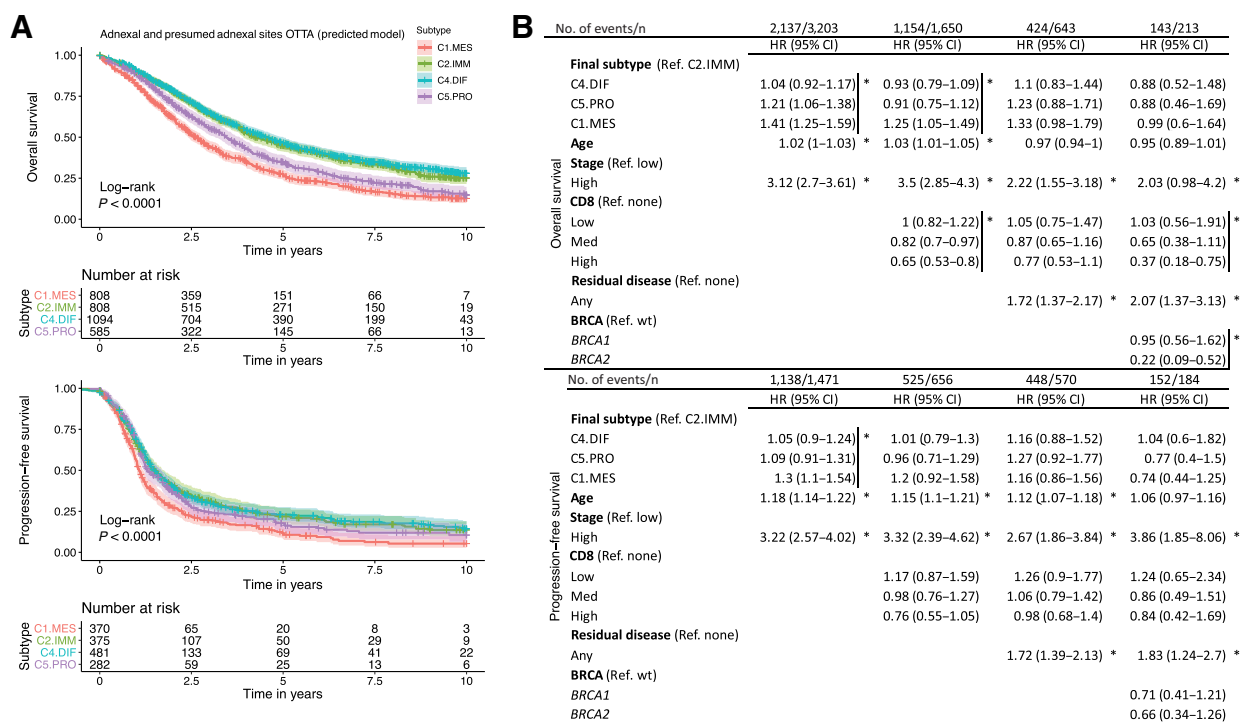 A
Adnexal and presumed adnexal sites OTTA (predicted model)
Subtype
C1.MES
C2.IMM
C4.DIF
C5.PRO
Overall survival
1.00
0.75
0.50
0.25
0.00
Log−rank
P < 0.0001
0 2.5 5 7.5 10
Time in years
Number at risk
Subtype
C1.MES 808 359 151 66 7
C2.IMM 808 515 271 150 19
C4.DIF 1094 704 390 199 43
C5.PRO 585 322 145 66 13
0 2.5 5 7.5 10
Time in years
Progression−free survival
1.00
0.75
0.50
0.25
0.00
Log−rank
P < 0.0001
0 2.5 5 7.5 10
Time in years
Number at risk
Subtype
C1.MES 370 65 20 8 3
C2.IMM 375 107 50 29 9
C4.DIF 481 133 69 41 22
C5.PRO 282 59 25 13 6
0 2.5 5 7.5 10
Time in years
B
No. of events/n 2,137/3,203 1,154/1,650 424/643 143/213
HR (95% CI) HR (95% CI) HR (95% CI) HR (95% CI)
Overall survival
Final subtype (Ref. C2.IMM)
C4.DIF 1.04 (0.92–1.17) * 0.93 (0.79–1.09) * 1.1 (0.83–1.44) 0.88 (0.52–1.48)
C5.PRO 1.21 (1.06–1.38) 0.91 (0.75–1.12) 1.23 (0.88–1.71) 0.88 (0.46–1.69)
C1.MES 1.41 (1.25–1.59) 1.25 (1.05–1.49) 1.33 (0.98–1.79) 0.99 (0.6–1.64)
Age 1.02 (1–1.03) * 1.03 (1.01–1.05) * 0.97 (0.94–1) 0.95 (0.89–1.01)
Stage (Ref. low)
High 3.12 (2.7–3.61) * 3.5 (2.85–4.3) * 2.22 (1.55–3.18) * 2.03 (0.98–4.2) *
CD8 (Ref. none)
Low 1 (0.82–1.22) * 1.05 (0.75–1.47) 1.03 (0.56–1.91) *
Med 0.82 (0.7–0.97) 0.87 (0.65–1.16) 0.65 (0.38–1.11)
High 0.65 (0.53–0.8) 0.77 (0.53–1.1) 0.37 (0.18–0.75)
Residual disease (Ref. none)
Any 1.72 (1.37–2.17) * 2.07 (1.37–3.13) *
BRCA (Ref. wt)
BRCA1 0.95 (0.56–1.62) *
BRCA2 0.22 (0.09–0.52)
No. of events/n 1,138/1,471 525/656 448/570 152/184
HR (95% CI) HR (95% CI) HR (95% CI) HR (95% CI)
Progression-free survival
Final subtype (Ref. C2.IMM)
C4.DIF 1.05 (0.9–1.24) * 1.01 (0.79–1.3) 1.16 (0.88–1.52) 1.04 (0.6–1.82)
C5.PRO 1.09 (0.91–1.31) 0.96 (0.71–1.29) 1.27 (0.92–1.77) 0.77 (0.4–1.5)
C1.MES 1.3 (1.1–1.54) 1.2 (0.92–1.58) 1.16 (0.86–1.56) 0.74 (0.44–1.25)
Age 1.18 (1.14–1.22) * 1.15 (1.1–1.21) * 1.12 (1.07–1.18) * 1.06 (0.97–1.16)
Stage (Ref. low)
High 3.22 (2.57–4.02) * 3.32 (2.39–4.62) * 2.67 (1.86–3.84) * 3.86 (1.85–8.06) *
CD8 (Ref. none)
Low 1.17 (0.87–1.59) 1.26 (0.9–1.77) 1.24 (0.65–2.34)
Med 0.98 (0.76–1.27) 1.06 (0.79–1.42) 0.86 (0.49–1.51)
High 0.76 (0.55–1.05) 0.98 (0.68–1.4) 0.84 (0.42–1.69)
Residual disease (Ref. none)
Any 1.72 (1.39–2.13) * 1.83 (1.24–2.7) *
BRCA (Ref. wt)
BRCA1 0.71 (0.41–1.21)
BRCA2 0.66 (0.34–1.26)